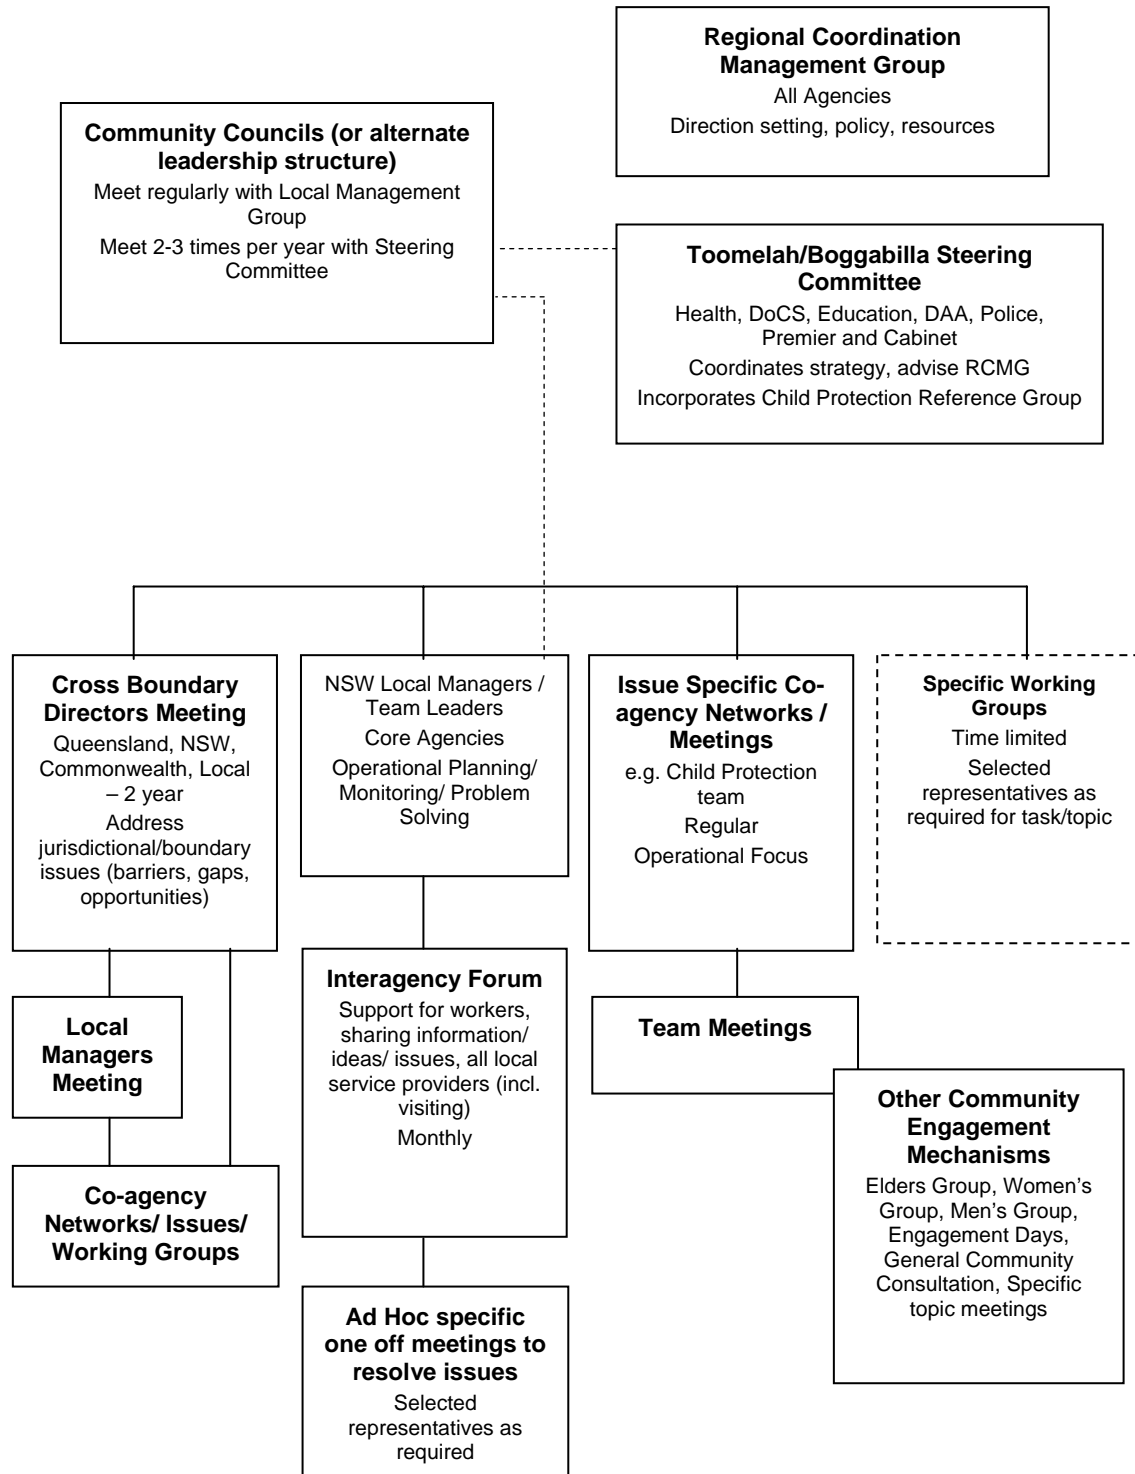 Regional Coordination
Management Group
All Agencies
Direction setting, policy, resources
Community Councils (or alternate
leadership structure)
Meet regularly with Local Management
Group
Meet 2-3 times per year with Steering
Committee
Toomelah/Boggabilla Steering
Committee
Health, DoCS, Education, DAA, Police,
Premier and Cabinet
Coordinates strategy, advise RCMG
Incorporates Child Protection Reference Group
Cross Boundary
Directors Meeting
Queensland, NSW,
Commonwealth, Local
– 2 year
Address
jurisdictional/boundary
issues (barriers, gaps,
opportunities)
NSW Local Managers /
Team Leaders
Core Agencies
Operational Planning/
Monitoring/ Problem
Solving
Issue Specific Co-
agency Networks /
Meetings
e.g. Child Protection
team
Regular
Operational Focus
Specific Working
Groups
Time limited
Selected
representatives as
required for task/topic
Local
Managers
Meeting
Interagency Forum
Support for workers,
sharing information/
ideas/ issues, all local
service providers (incl.
visiting)
Monthly
Team Meetings
Co-agency
Networks/ Issues/
Working Groups
Other Community
Engagement
Mechanisms
Elders Group, Women’s
Group, Men’s Group,
Engagement Days,
General Community
Consultation, Specific
topic meetings
Ad Hoc specific
one off meetings to
resolve issues
Selected
representatives as
required